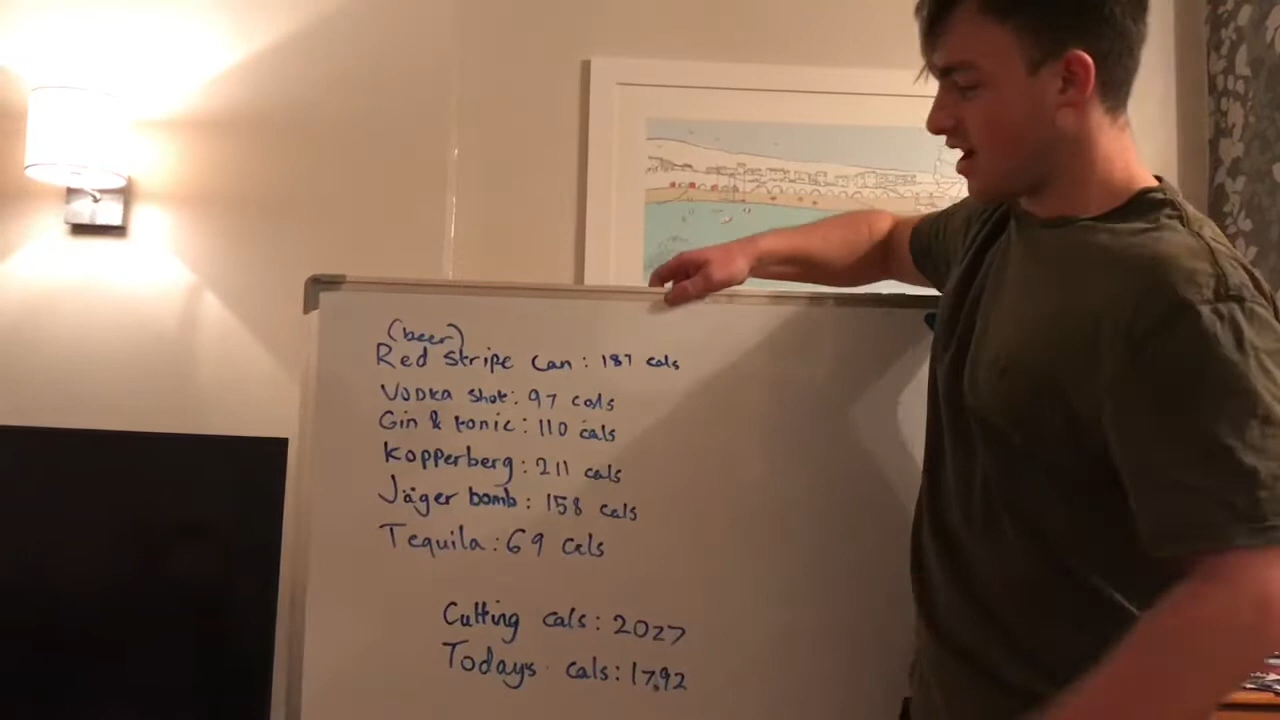 (beer)
Red stripe can: 187 cals
Vodka shot: 97 cals
Gin & tonic: 110 cals
Kopperberg: 211 cals
Jäger bomb: 158 cals
Tequila: 69 cals
Cutting cals: 2027
Todays cals: 1792